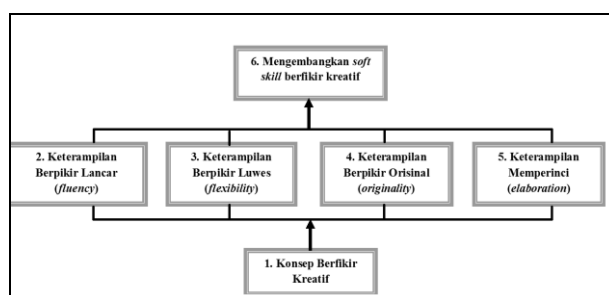 6. Mengembangkan soft
skill berfikir kreatif
2. Keterampilan
Berpikir Lancar
(fluency)
3. Keterampilan
Berpikir Luwes
(flexibility)
4. Keterampilan
Berpikir Orisinal
(originality)
5. Keterampilan
Memperinci
(elaboration)
1. Konsep Berfikir
Kreatif